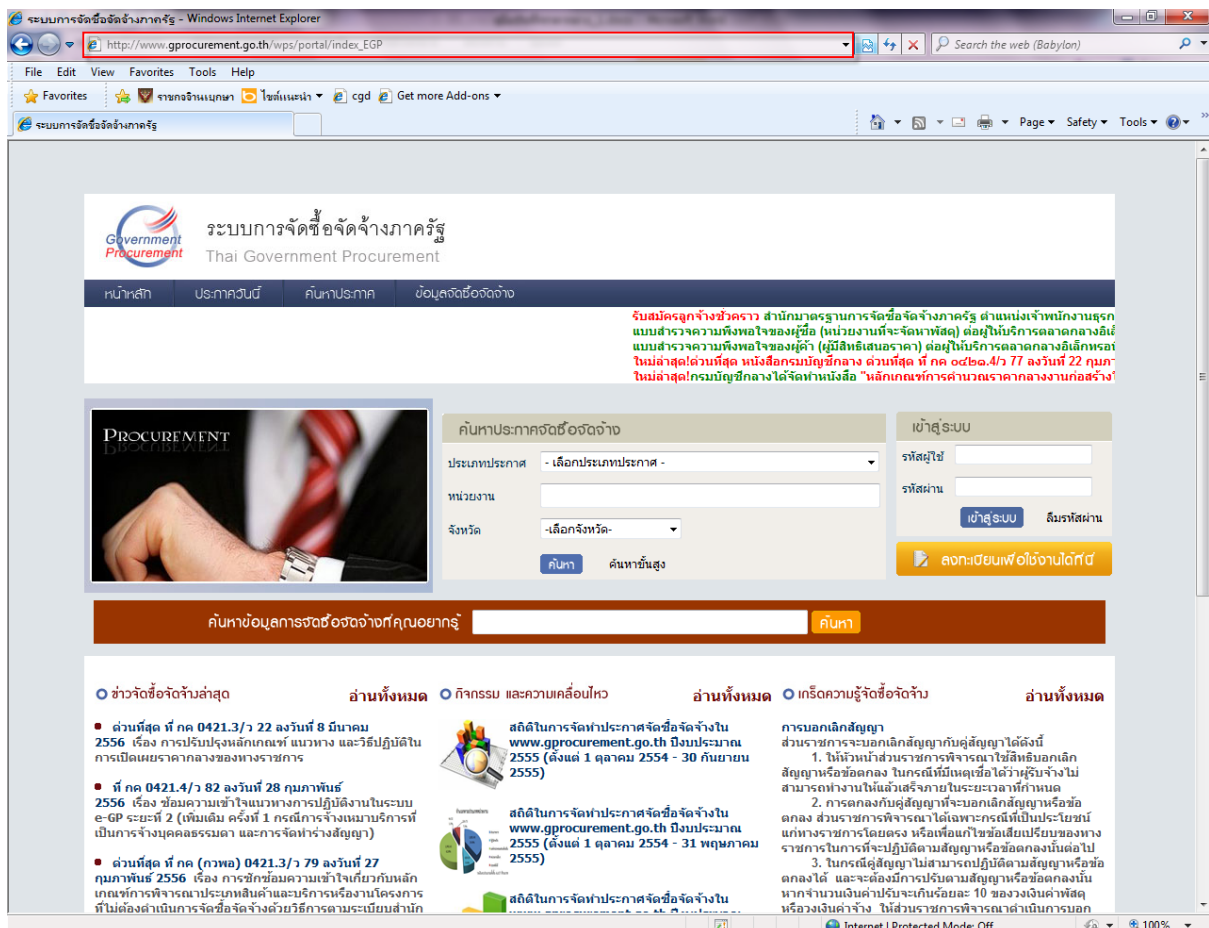 ระบบการจัดซื้อจัดจ้างภาครัฐ - Windows Internet Explorer
http://www.gprocurement.go.th/wps/portal/index_EGP
Search the web (Babylon)
File Edit View Favorites Tools Help
Favorites ราชกิจจานุเบกษา ไซต์แนะนำ cgd Get more Add-ons
ระบบการจัดซื้อจัดจ้างภาครัฐ
Page Safety Tools
Government
Procurement
ระบบการจัดซื้อจัดจ้างภาครัฐ
Thai Government Procurement
หน้าหลัก ประกาศวันนี้ ค้นหาประกาศ ข้อมูลจัดซื้อจัดจ้าง
รับสมัครลูกจ้างชั่วคราว สำนักมาตรฐานการจัดซื้อจัดจ้างภาครัฐ ตำแหน่งเจ้าพนักงานธุรก
แบบสำรวจความพึงพอใจของผู้ซื้อ (หน่วยงานที่จะจัดหาพัสดุ) ต่อผู้ให้บริการตลาดกลางอิเล็
แบบสำรวจความพึงพอใจของผู้ค้า (ผู้มีสิทธิเสนอราคา) ต่อผู้ให้บริการตลาดกลางอิเล็กทรอนิ
ใหม่ล่าสุด!ด่วนที่สุด หนังสือกรมบัญชีกลาง ด่วนที่สุด ที่ กค ๐๔๒๑.4/ว 77 ลงวันที่ 22 กุมภา
ใหม่ล่าสุด!กรมบัญชีกลางได้จัดทำหนังสือ "หลักเกณฑ์การคำนวณราคากลางงานก่อสร้างใ
PROCUREMENT
ค้นหาประกาศจัดซื้อจัดจ้าง
ประเภทประกาศ - เลือกประเภทประกาศ -
หน่วยงาน
จังหวัด -เลือกจังหวัด-
ค้นหา ค้นหาขั้นสูง
เข้าสู่ระบบ
รหัสผู้ใช้
รหัสผ่าน
เข้าสู่ระบบ ลืมรหัสผ่าน
ลงทะเบียนเพื่อใช้งานได้ที่นี่
ค้นหาข้อมูลการจัดซื้อจัดจ้างที่คุณอยากรู้ ค้นหา
ข่าวจัดซื้อจัดจ้างล่าสุด อ่านทั้งหมด
ด่วนที่สุด ที่ กค 0421.3/ว 22 ลงวันที่ 8 มีนาคม
2556 เรื่อง การปรับปรุงหลักเกณฑ์ แนวทาง และวิธีปฏิบัติใน
การเปิดเผยราคากลางของทางราชการ
ที่ กค 0421.4/ว 82 ลงวันที่ 28 กุมภาพันธ์
2556 เรื่อง ซ้อมความเข้าใจแนวทางการปฏิบัติงานในระบบ
e-GP ระยะที่ 2 (เพิ่มเติม ครั้งที่ 1 กรณีการจ้างเหมาบริการที่
เป็นการจ้างบุคคลธรรมดา และการจัดทำร่างสัญญา)
ด่วนที่สุด ที่ กค (กวพอ) 0421.3/ว 79 ลงวันที่ 27
กุมภาพันธ์ 2556 เรื่อง การซักซ้อมความเข้าใจเกี่ยวกับหลัก
เกณฑ์การพิจารณาประเภทสินค้าและบริการหรืองานโครงการ
ที่ไม่ต้องดำเนินการจัดซื้อจัดจ้างด้วยวิธีการตามระเบียบสำนัก
กิจกรรม และความเคลื่อนไหว อ่านทั้งหมด
สถิติในการจัดทำประกาศจัดซื้อจัดจ้างใน
www.gprocurement.go.th ปีงบประมาณ
2555 (ตั้งแต่ 1 ตุลาคม 2554 - 30 กันยายน
2555)
สถิติในการจัดทำประกาศจัดซื้อจัดจ้างใน
www.gprocurement.go.th ปีงบประมาณ
2555 (ตั้งแต่ 1 ตุลาคม 2554 - 31 พฤษภาคม
2555)
สถิติในการจัดทำประกาศจัดซื้อจัดจ้างใน
เกร็ดความรู้จัดซื้อจัดจ้าง อ่านทั้งหมด
การบอกเลิกสัญญา
ส่วนราชการจะบอกเลิกสัญญากับคู่สัญญาได้ดังนี้
1. ให้หัวหน้าส่วนราชการพิจารณาใช้สิทธิบอกเลิก
สัญญาหรือข้อตกลง ในกรณีที่มีเหตุเชื่อได้ว่าผู้รับจ้างไม่
สามารถทำงานให้แล้วเสร็จภายในระยะเวลาที่กำหนด
2. การตกลงกับคู่สัญญาที่จะบอกเลิกสัญญาหรือข้อ
ตกลง ส่วนราชการพิจารณาได้เฉพาะกรณีที่เป็นประโยชน์
แก่ทางราชการโดยตรง หรือเพื่อแก้ไขข้อเสียเปรียบของทาง
ราชการในการที่จะปฏิบัติตามสัญญาหรือข้อตกลงนั้นต่อไป
3. ในกรณีคู่สัญญาไม่สามารถปฏิบัติตามสัญญาหรือข้อ
ตกลงได้ และจะต้องมีการปรับตามสัญญาหรือข้อตกลงนั้น
หากจำนวนเงินค่าปรับจะเกินร้อยละ 10 ของวงเงินค่าพัสดุ
หรือวงเงินค่าจ้าง ให้ส่วนราชการพิจารณาดำเนินการบอก
Internet | Protected Mode: Off 100%